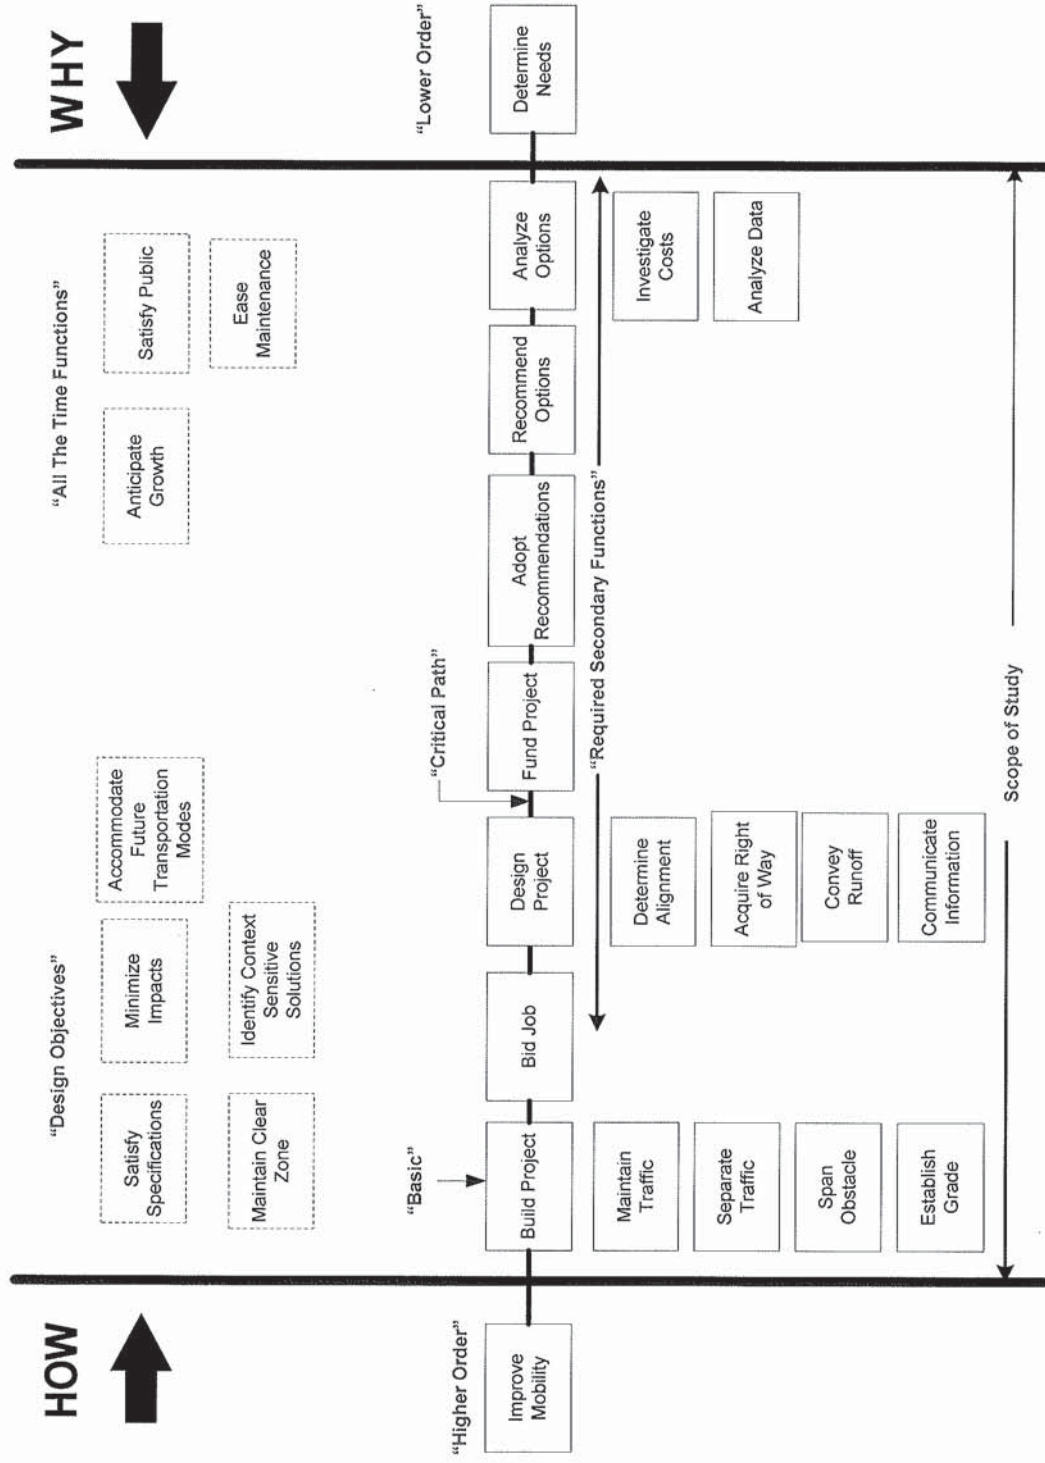 HOW
WHY
“Design Objectives”
“All The Time Functions”
Satisfy
Specifications
Minimize
Impacts
Accommodate
Future
Transportation
Modes
Anticipate
Growth
Satisfy Public
Maintain Clear
Zone
Identify Context
Sensitive
Solutions
Ease
Maintenance
“Higher Order”
“Basic”
“Critical Path”
“Lower Order”
Improve
Mobility
Build Project
Bid Job
Design
Project
Fund Project
Adopt
Recommendations
Recommend
Options
Analyze
Options
Determine
Needs
“Required Secondary Functions”
Maintain
Traffic
Separate
Traffic
Span
Obstacle
Establish
Grade
Determine
Alignment
Acquire Right
of Way
Convey
Runoff
Communicate
Information
Investigate
Costs
Analyze Data
Scope of Study